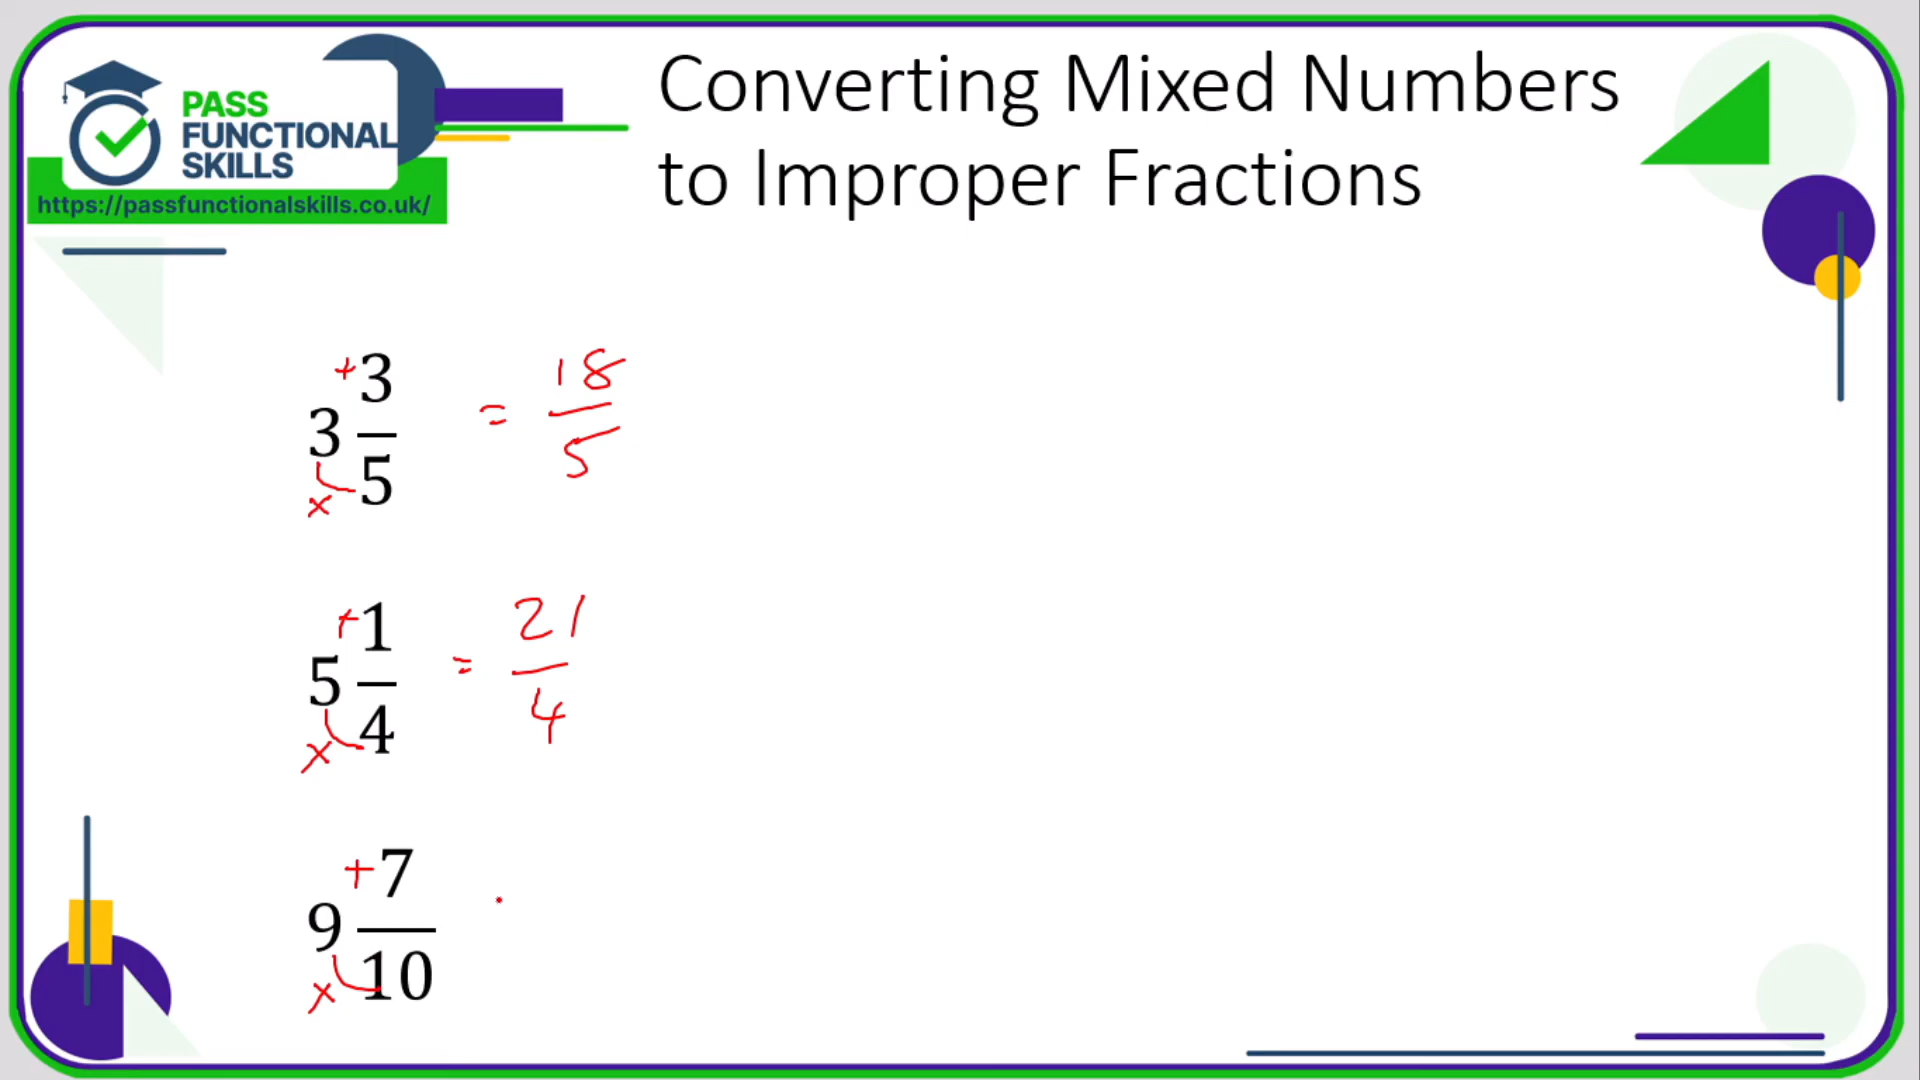 PASS
FUNCTIONAL
SKILLS
https://passfunctionalskills.co.uk/
Converting Mixed Numbers
to Improper Fractions
3 +3/5 × = 18/5
5 +1/4 × = 21/4
9 +7/10 ×